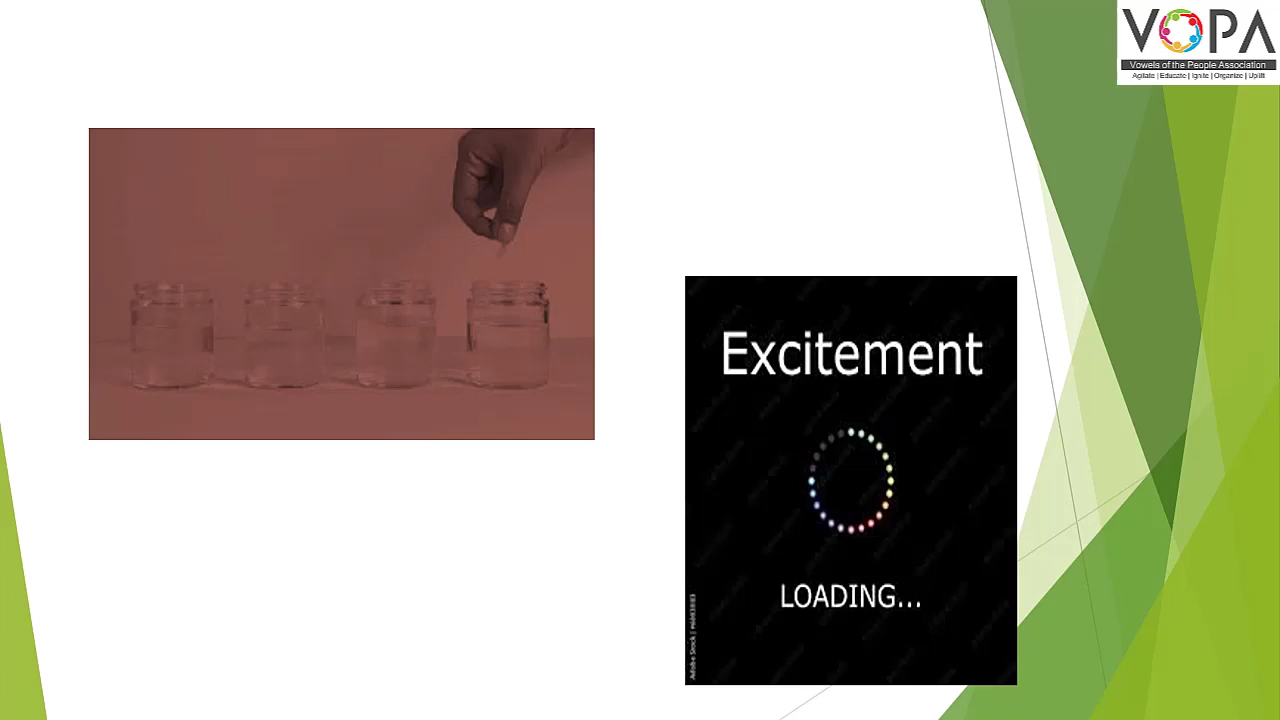 VOPA
Vowels of the People Association
Agitate | Educate | Ignite | Organize | Uplift
Excitement
LOADING...